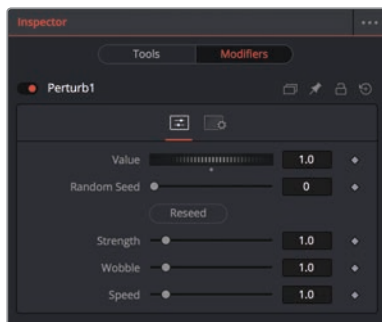 Inspector
Tools Modifiers
Perturb1
Value 1.0
Random Seed 0
Reseed
Strength 1.0
Wobble 1.0
Speed 1.0